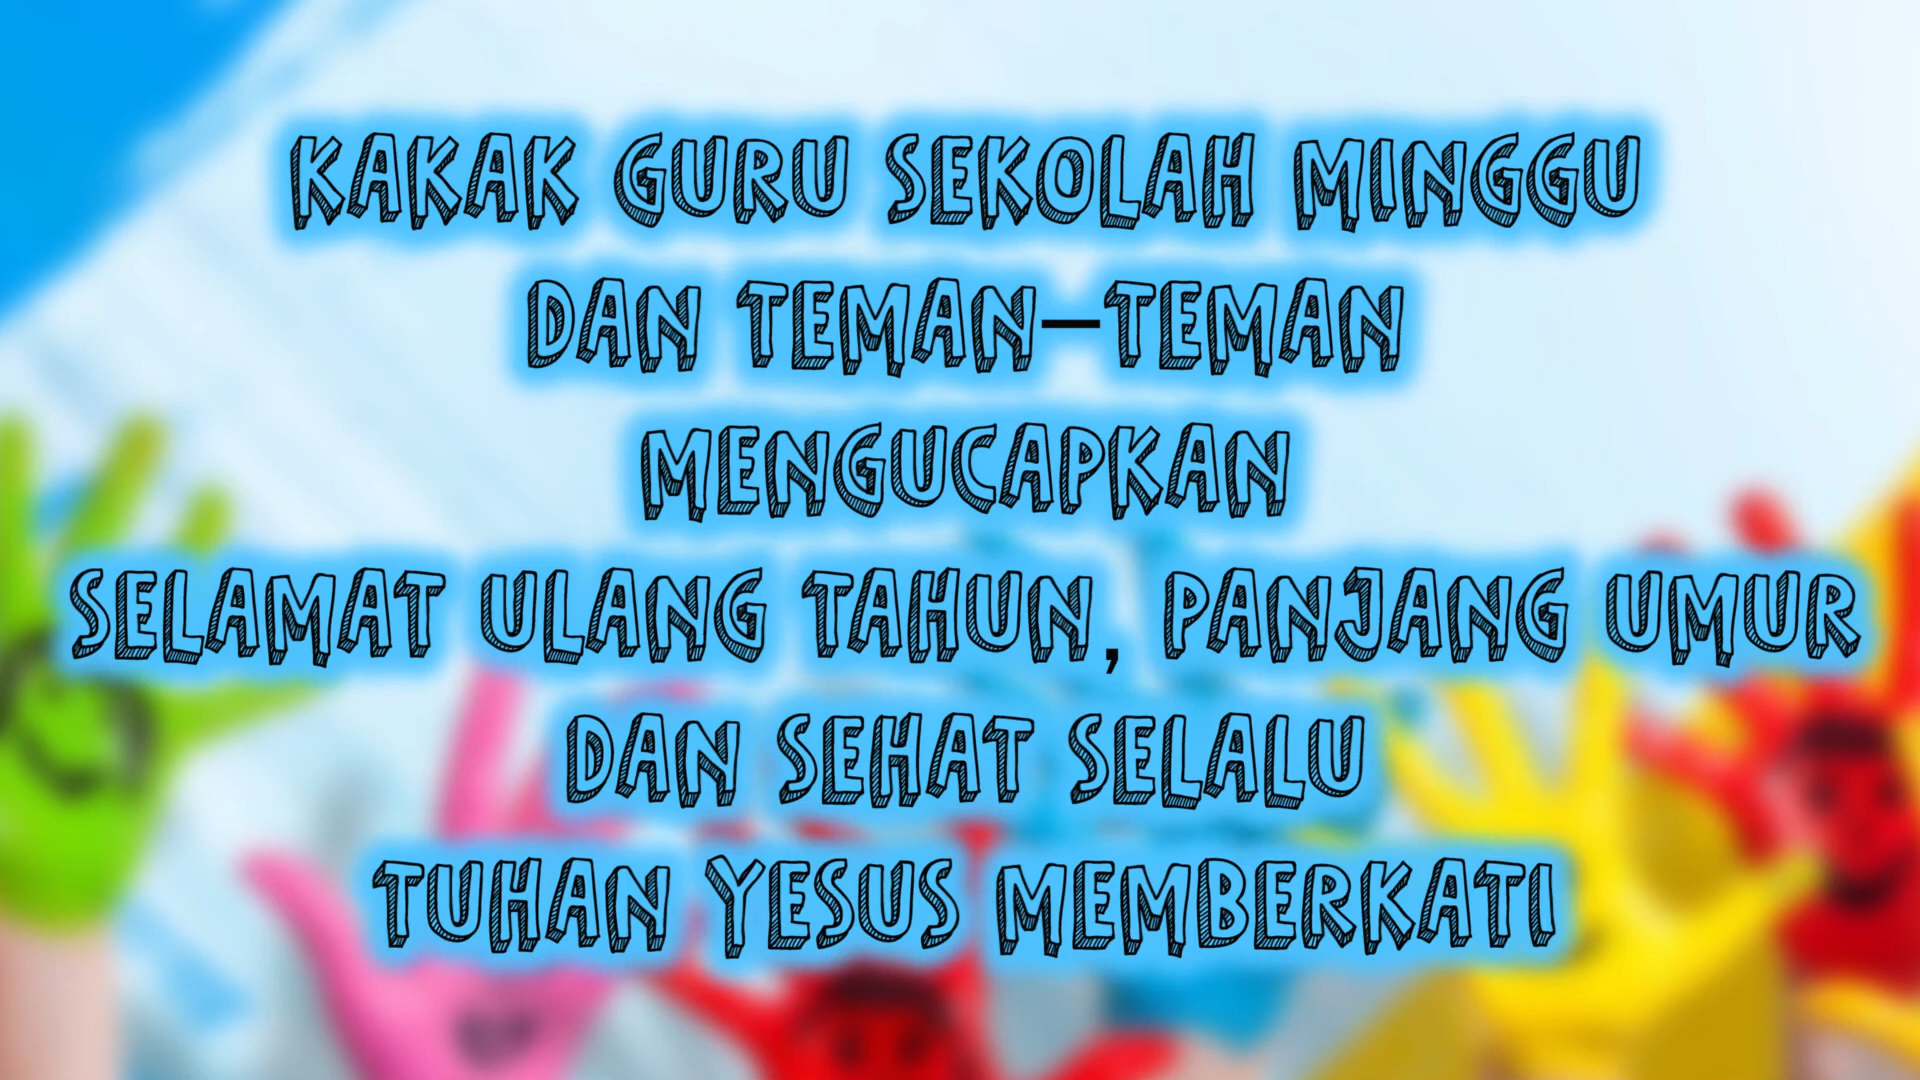 KAKAK GURU SEKOLAH MINGGU
DAN TEMAN-TEMAN
MENGUCAPKAN
SELAMAT ULANG TAHUN, PANJANG UMUR
DAN SEHAT SELALU
TUHAN YESUS MEMBERKATI